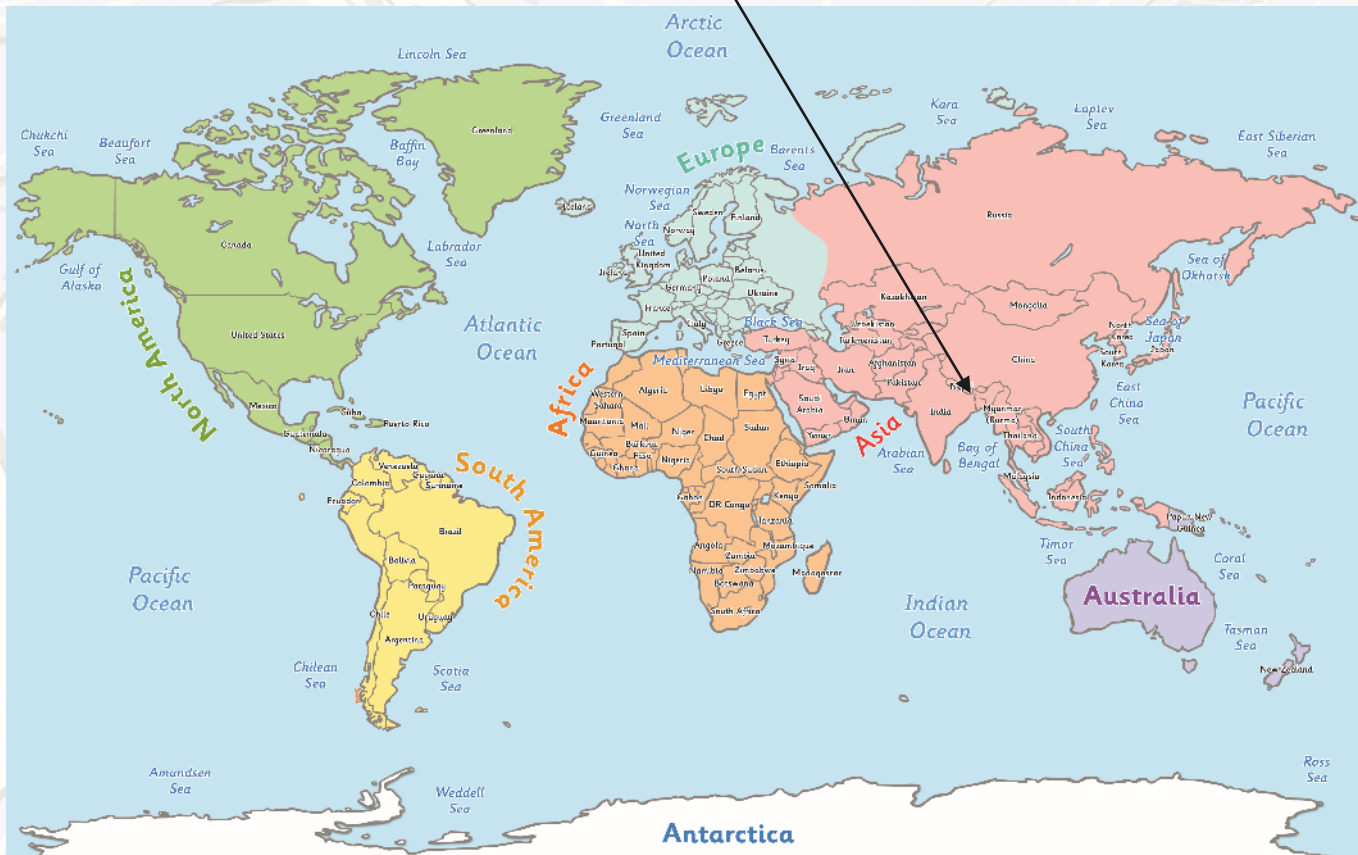 Arctic
Ocean
Lincoln Sea
Chukchi
Sea
Beaufort
Sea
Baffin
Bay
Greenland
Greenland
Sea
Kara
Sea
Laptev
Sea
East Siberian
Sea
Europe
Barents
Sea
Norwegian
Sea
Iceland
Sweden
Finland
Norway
Russia
Canada
Labrador
Sea
North
Sea
United
Kingdom
Ireland
Poland
Belarus
Germany
Ukraine
France
Gulf of
Alaska
Sea of
Okhotsk
North America
United States
Atlantic
Ocean
Kazakhstan
Mongolia
Italy
Black Sea
Uzbekistan
Turkmenistan
Spain
Portugal
Greece
Turkey
North
Korea
Sea of
Japan
Japan
South
Korea
China
Mediterranean Sea
Syria
Iraq
Iran
Afghanistan
Pakistan
Africa
Western
Sahara
Algeria
Libya
Egypt
Saudi
Arabia
Oman
Yemen
Asia
India
Myanmar
(Burma)
Thailand
East
China
Sea
Pacific
Ocean
Mexico
Cuba
Puerto Rico
Guatemala
Nicaragua
Mauritania
Mali
Niger
Chad
Sudan
Burkina
Faso
Guinea
Ghana
Nigeria
South Sudan
Ethiopia
Somalia
Arabian
Sea
Bay of
Bengal
South
China
Sea
Malaysia
Indonesia
Papua New
Guinea
South America
Venezuela
Guyana
Suriname
Colombia
Ecuador
Brazil
Gabon
DR Congo
Kenya
Tanzania
Angola
Zambia
Mozambique
Namibia
Zimbabwe
Botswana
Madagascar
South Africa
Bolivia
Paraguay
Chile
Uruguay
Argentina
Pacific
Ocean
Indian
Ocean
Timor
Sea
Coral
Sea
Australia
Tasman
Sea
New Zealand
Chilean
Sea
Scotia
Sea
Amundsen
Sea
Weddell
Sea
Ross
Sea
Antarctica